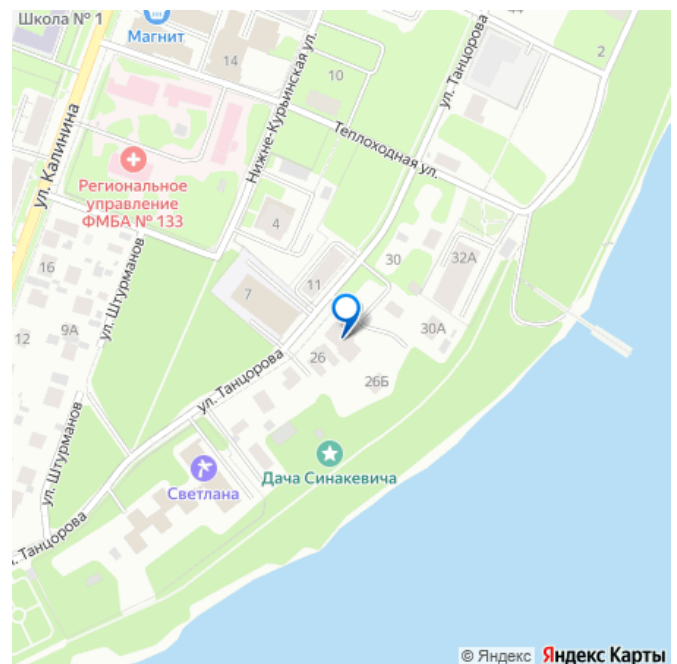 Школа № 1
Магнит
14
44
2
ул. Танцорова
10
Нижне-Курьинская ул.
ул. Калинина
Теплоходная ул.
Региональное
управление
ФМБА № 133
4
16
ул. Штурманов
30
32А
11
7
9А
12
30А
26
ул. Танцорова
26Б
ул. Штурманов
Дача Синакевича
Светлана
. Танцорова
© Яндекс Яндекс Карты